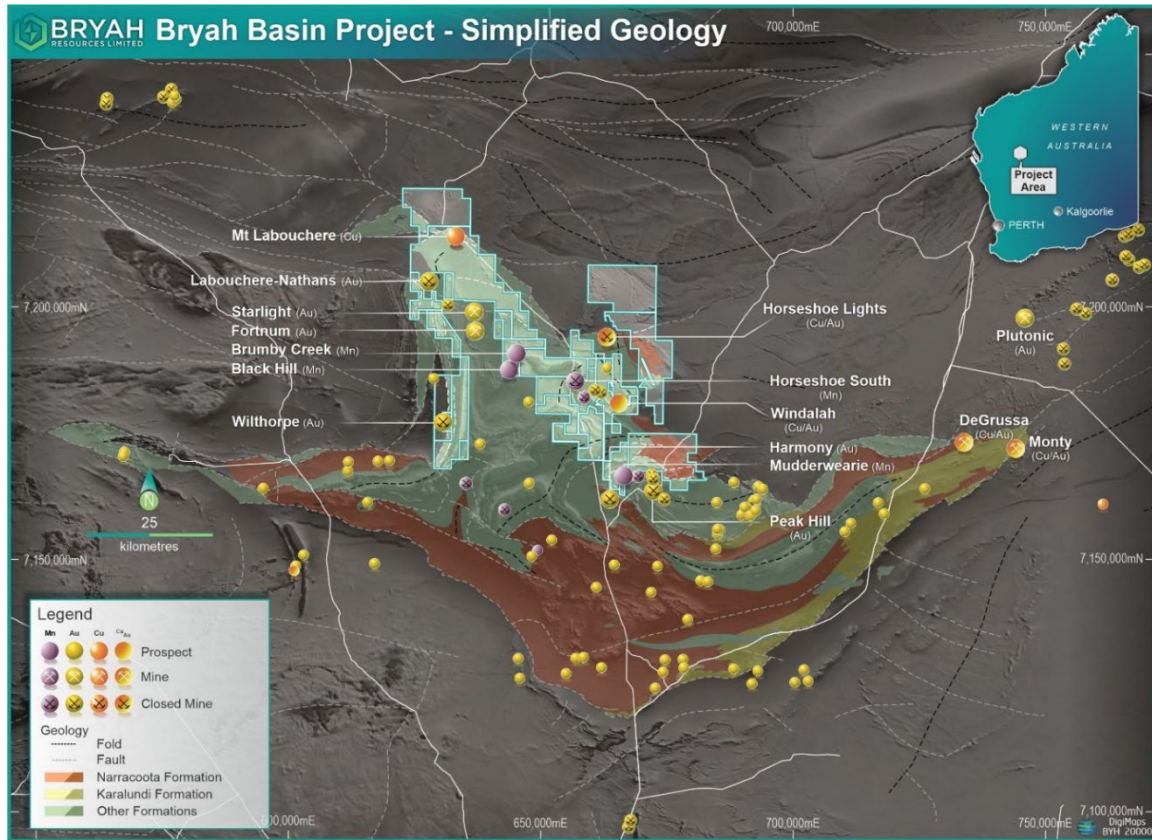 BRYAH
RESOURCES LIMITED
Bryah Basin Project - Simplified Geology
700,000mE
750,000mE
WESTERN
AUSTRALIA
Project
Area
Kalgoorlie
PERTH
Mt Labouchere (Cu)
Labouchere-Nathans (Au)
7,200,000mN
7,200,000mN
Starlight (Au)
Fortnum (Au)
Brumby Creek (Mn)
Black Hill (Mn)
Wilthorpe (Au)
Horseshoe Lights
(Cu/Au)
Plutonic
(Au)
Horseshoe South
(Mn)
Windalah
(Cu/Au)
Harmony (Au)
Mudderwearie (Mn)
DeGrussa
(Cu/Au)
Monty
(Cu/Au)
Peak Hill
(Au)
N
25
kilometres
7,150,000mN
7,150,000mN
Legend
Mn Au Cu Cu Au
Prospect
Mine
Closed Mine
Geology
Fold
Fault
Narracoota Formation
Karalundi Formation
Other Formations
600,000mE
650,000mE
700,000mE
750,000mE
7,100,000mN
DigiMaps
BYH 20000